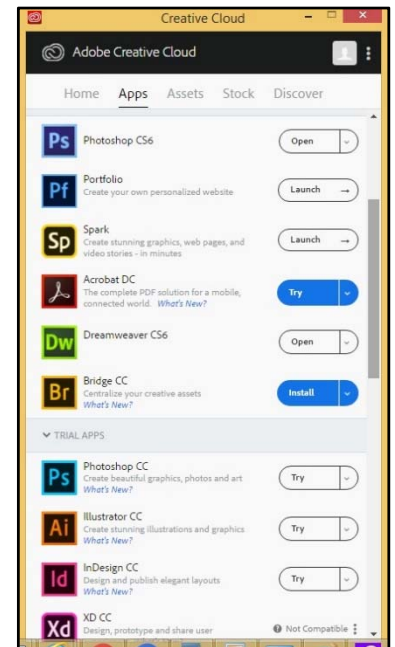 Creative Cloud
Adobe Creative Cloud
Home Apps Assets Stock Discover
Ps Photoshop CS6 Open
Pf Portfolio
Create your own personalized website
Launch →
Sp Spark
Create stunning graphics, web pages, and
video stories - in minutes
Launch →
Acrobat DC
The complete PDF solution for a mobile,
connected world. What's New?
Try
Dw Dreamweaver CS6 Open
Br Bridge CC
Centralize your creative assets
What's New?
Install
TRIAL APPS
Ps Photoshop CC
Create beautiful graphics, photos and art
What's New?
Try
Ai Illustrator CC
Create stunning illustrations and graphics
What's New?
Try
Id InDesign CC
Design and publish elegant layouts
What's New?
Try
Xd XD CC
Design, prototype and share user
Not Compatible